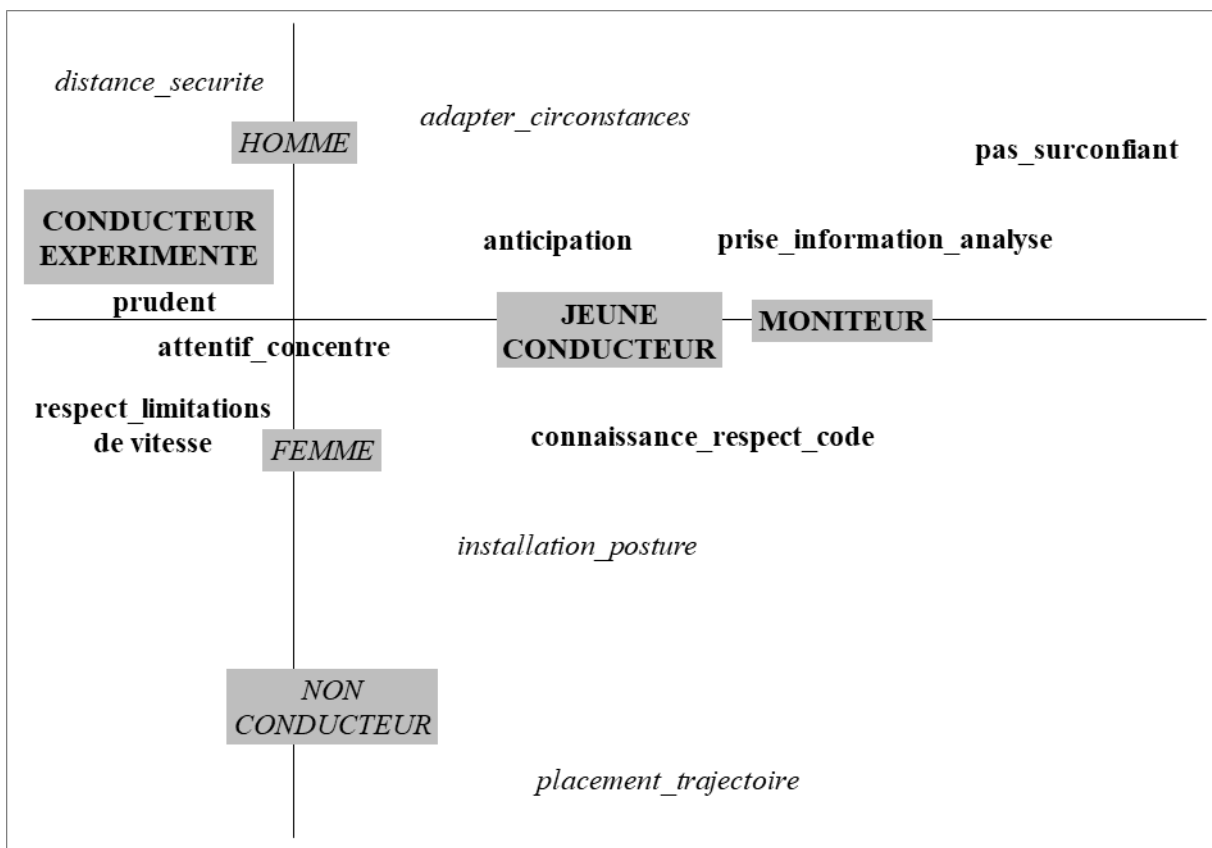 distance_securite
adapter_circonstances
HOMME
pas_surconfiant
CONDUCTEUR
EXPERIMENTE
anticipation
prise_information_analyse
prudent
JEUNE
CONDUCTEUR
MONITEUR
attentif_concentre
respect_limitations
de vitesse
FEMME
connaissance_respect_code
installation_posture
NON
CONDUCTEUR
placement_trajectoire